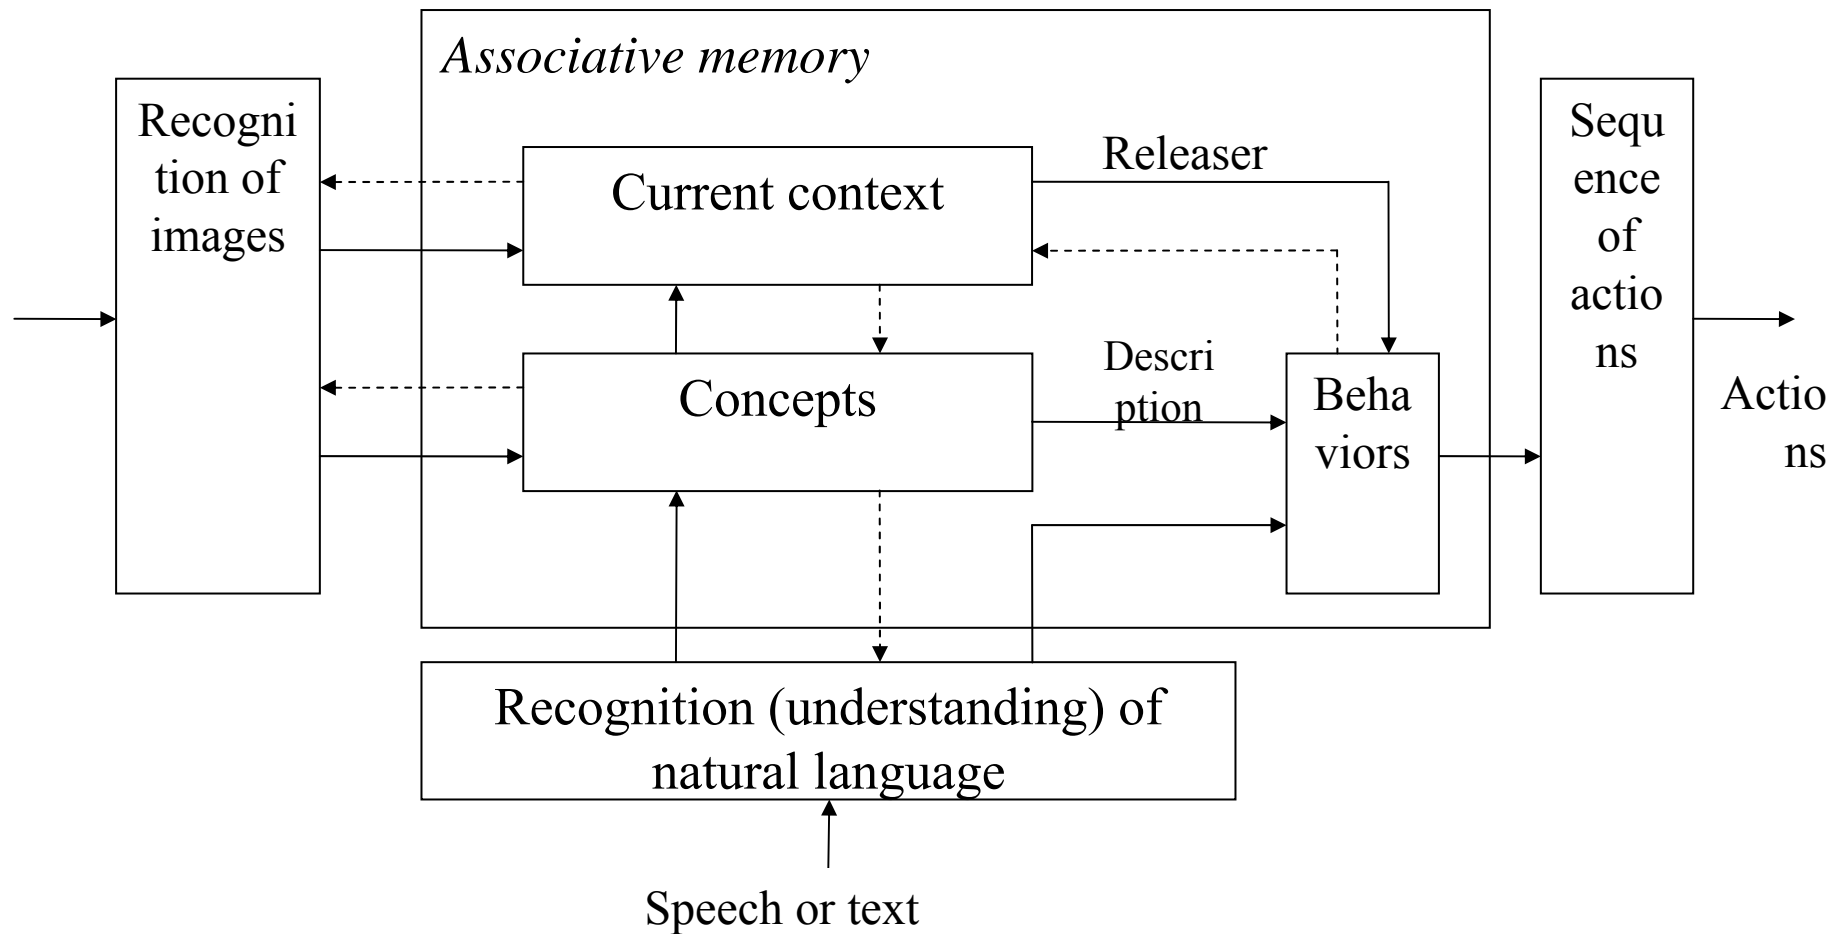 Associative memory
Recogni
tion of
images
Current context
Releaser
Sequ
ence
of
actio
ns
Concepts
Descri
ption
Beha
viors
Actio
ns
Recognition (understanding) of
natural language
Speech or text